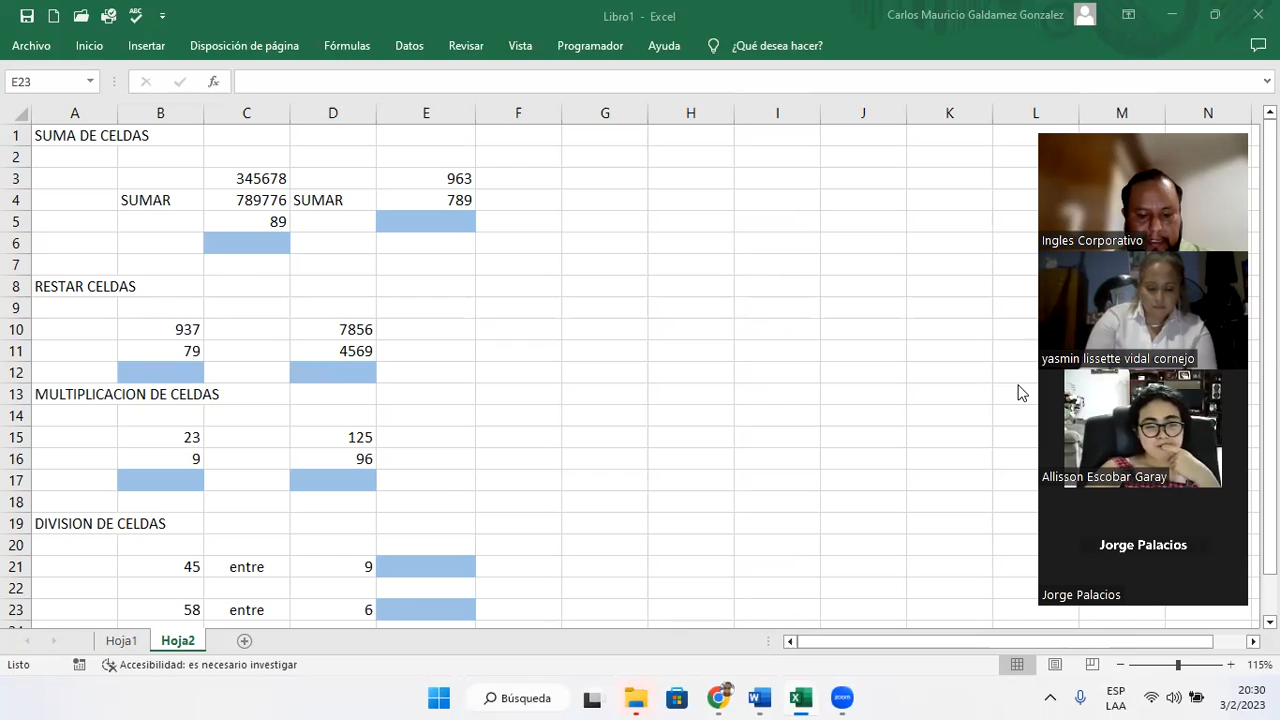 Libro1 - Excel
Carlos Mauricio Galdamez Gonzalez
Archivo Inicio Insertar Disposición de página Fórmulas Datos Revisar Vista Programador Ayuda ¿Qué desea hacer?
E23 fx
A B C D E F G H I J K L M N
1 SUMA DE CELDAS
2
3 345678 963
4 SUMAR 789776 SUMAR 789
5 89
6
7
8 RESTAR CELDAS
9
10 937 7856
11 79 4569
12
13 MULTIPLICACION DE CELDAS
14
15 23 125
16 9 96
17
18
19 DIVISION DE CELDAS
20
21 45 entre 9
22
23 58 entre 6
Ingles Corporativo
yasmin lissette vidal cornejo
Allisson Escobar Garay
Jorge Palacios
Jorge Palacios
Hoja1 Hoja2
Listo Accesibilidad: es necesario investigar 115%
Búsqueda zoom ESP LAA 20:30 3/2/2023